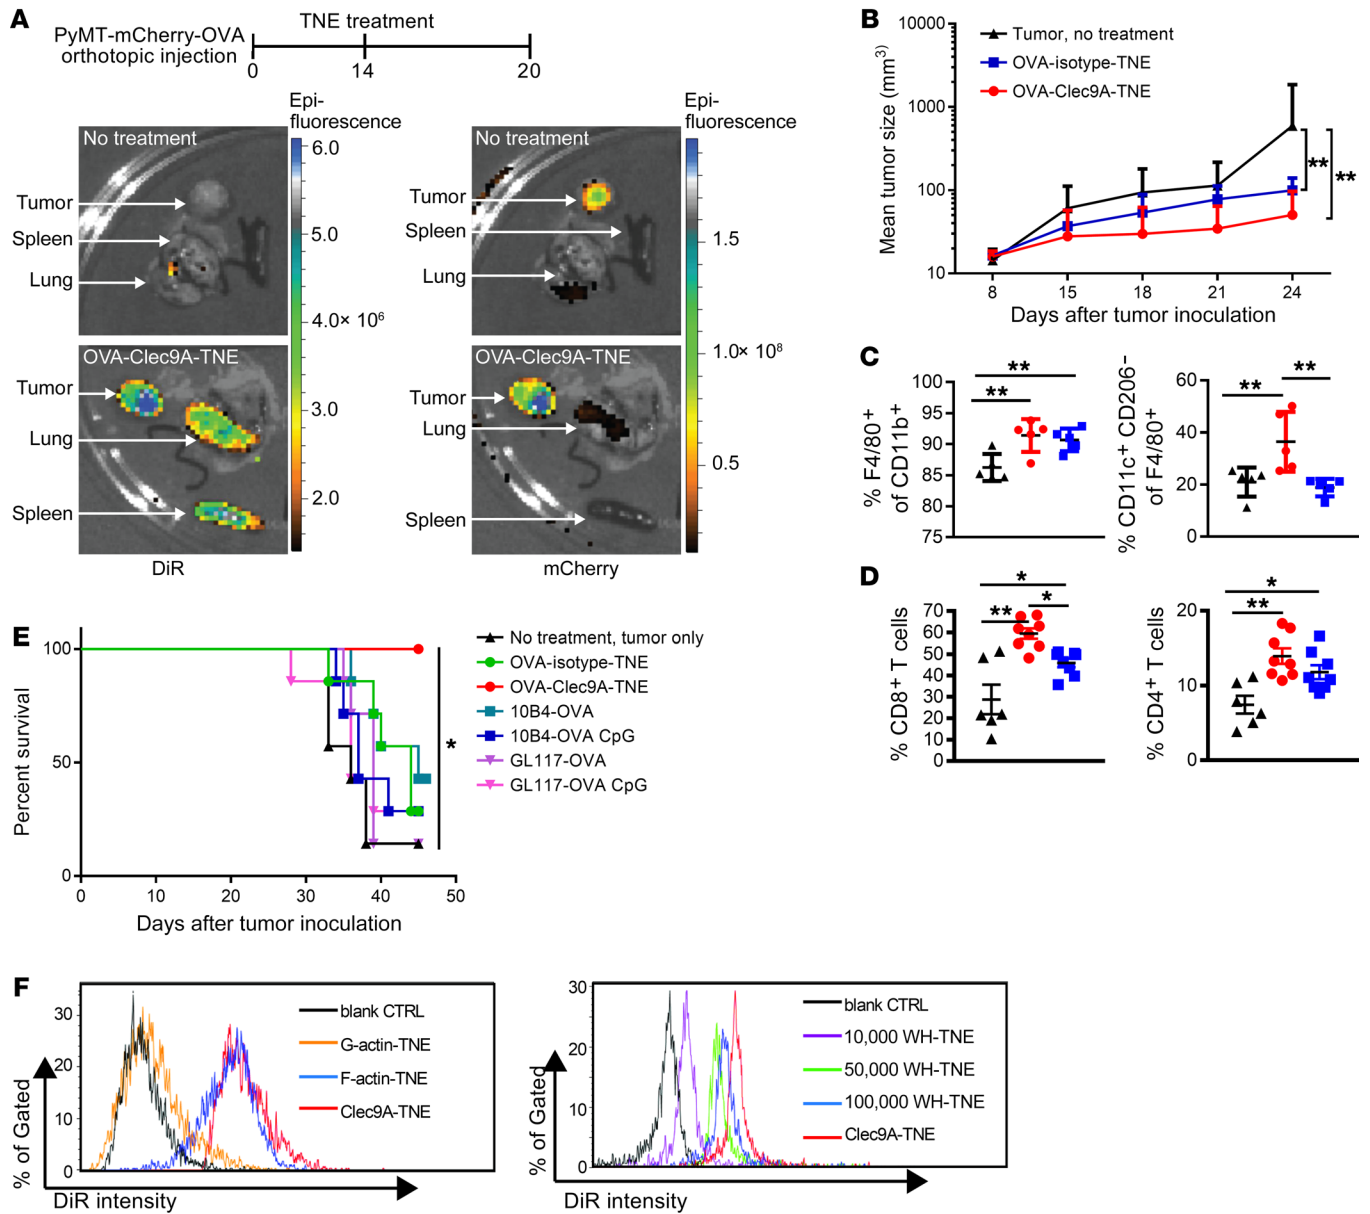 A
TNE treatment
PyMT-mCherry-OVA
orthotopic injection
0
14
20
Epi-
fluorescence
No treatment
Tumor
Spleen
Lung
6.0
5.0
4.0× 10⁶
3.0
2.0
OVA-Clec9A-TNE
Tumor
Lung
Spleen
DiR
Epi-
fluorescence
No treatment
Tumor
Spleen
Lung
1.5
1.0× 10⁸
0.5
OVA-Clec9A-TNE
Tumor
Lung
Spleen
mCherry
B
Mean tumor size (mm³)
10000
1000
100
10
Tumor, no treatment
OVA-isotype-TNE
OVA-Clec9A-TNE
**
**
8
15
18
21
24
Days after tumor inoculation
C
% F4/80⁺
of CD11b⁺
100
95
90
85
80
75
**
**
% CD11c⁺ CD206⁻
of F4/80⁺
60
40
20
0
**
**
D
% CD8⁺ T cells
70
60
50
40
30
20
10
0
*
**
*
% CD4⁺ T cells
20
10
0
*
**
E
Percent survival
100
50
0
0
10
20
30
40
50
Days after tumor inoculation
*
No treatment, tumor only
OVA-isotype-TNE
OVA-Clec9A-TNE
10B4-OVA
10B4-OVA CpG
GL117-OVA
GL117-OVA CpG
F
% of Gated
30
20
10
0
blank CTRL
G-actin-TNE
F-actin-TNE
Clec9A-TNE
DiR intensity
% of Gated
30
20
10
0
blank CTRL
10,000 WH-TNE
50,000 WH-TNE
100,000 WH-TNE
Clec9A-TNE
DiR intensity